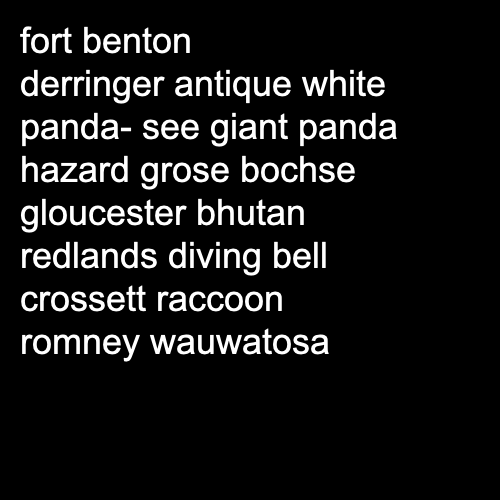 fort benton
derringer antique white
panda- see giant panda
hazard grose bochse
gloucester bhutan
redlands diving bell
crossett raccoon
romney wauwatosa